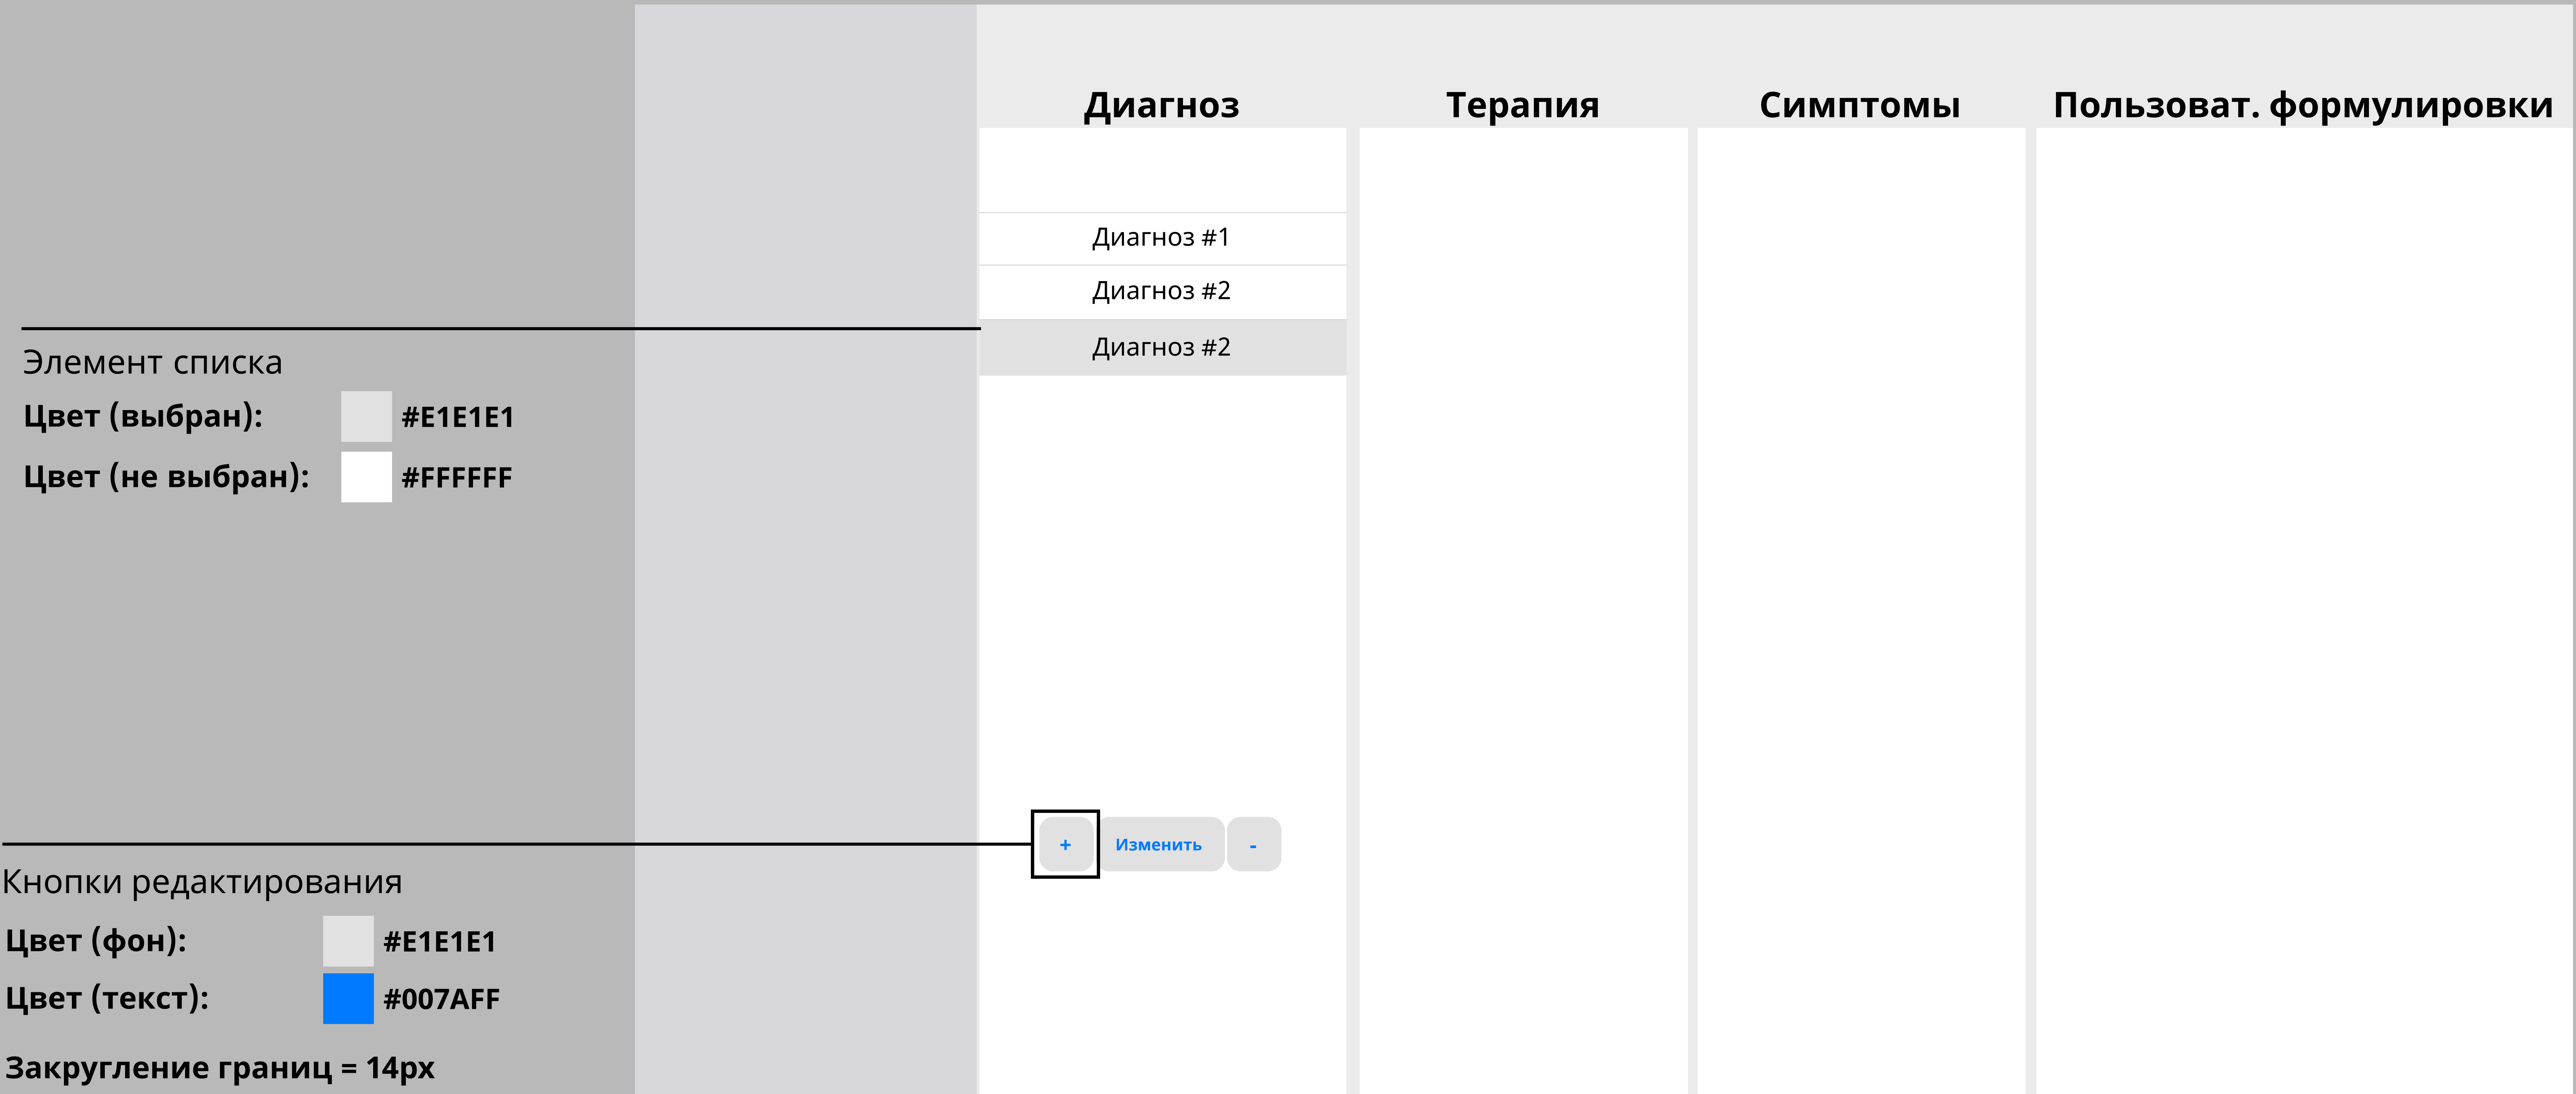 Диагноз
Терапия
Симптомы
Пользоват. формулировки
Диагноз #1
Диагноз #2
Диагноз #2
Элемент списка
Цвет (выбран): #E1E1E1
Цвет (не выбран): #FFFFFF
+ Изменить -
Кнопки редактирования
Цвет (фон): #E1E1E1
Цвет (текст): #007AFF
Закругление границ = 14px